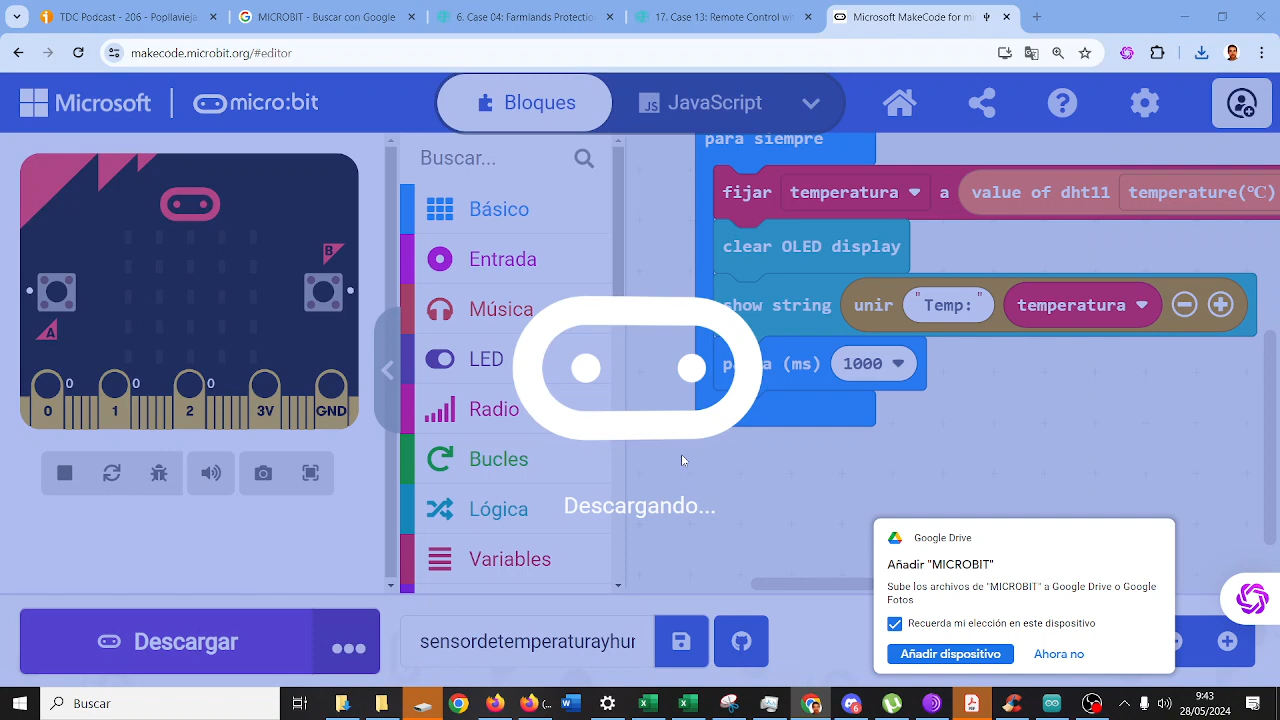 TDC Cohort 205 - Poplavieja
MICROBIT - Buscar con Google
6. Case 04: Farmlands Protectio
17. Case 13: Remote Control wi
Microsoft MakeCode for mi
makecode.microbit.org/#editor
Microsoft
micro:bit
Bloques
JS
JavaScript
Buscar...
Básico
Entrada
Música
LED
Radio
Bucles
Lógica
Variables
A
B
0
0
0
0 1 2 3V GND
para siempre
fijar temperatura a value of dht11 temperature(℃)
clear OLED display
show string unir "Temp:" temperatura
(ms) 1000
Descargando...
Google Drive
Añadir "MICROBIT"
Sube los archivos de "MICROBIT" a Google Drive o Google
Fotos
Recuerda mi elección en este dispositivo
Añadir dispositivo
Ahora no
Descargar
sensordetemperaturayhur
Buscar
9:43
28/05/2024